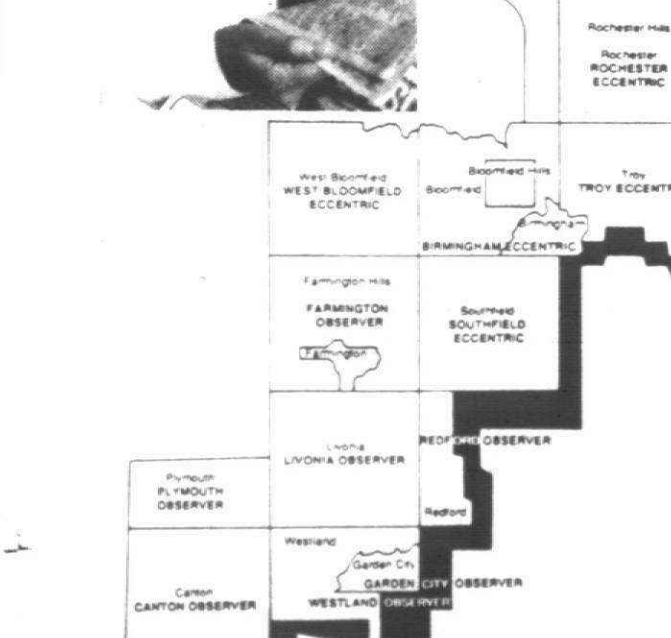 Rochester Hills
Rochester
ROCHESTER
ECCENTRIC
West Bloomfield
WEST BLOOMFIELD
ECCENTRIC
Bloomfield Hills
Bloomfield
Birmingham
BIRMINGHAM ECCENTRIC
Troy
TROY ECCENTR
Farmington Hills
FARMINGTON
OBSERVER
Farmington
Southfield
SOUTHFIELD
ECCENTRIC
Livonia
LIVONIA OBSERVER
REDFORD OBSERVER
Redford
Plymouth
PLYMOUTH
OBSERVER
Westland
Garden City
GARDEN CITY OBSERVER
WESTLAND OBSERVER
Canton
CANTON OBSERVER